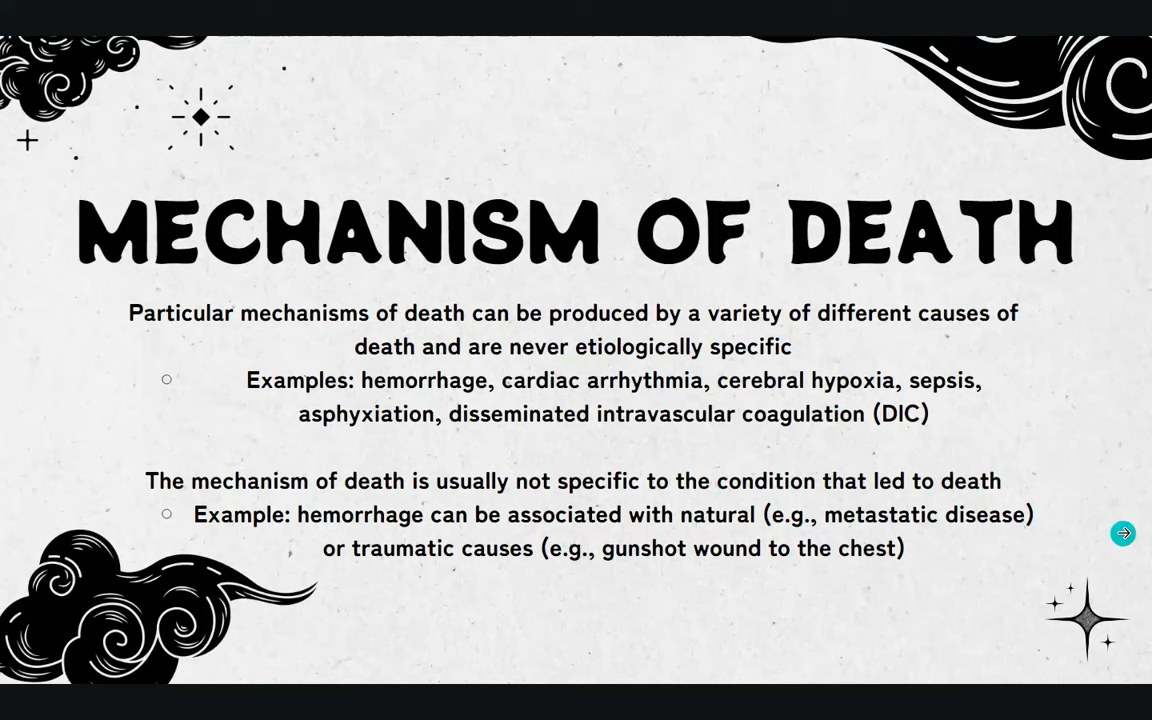 MECHANISM OF DEATH
Particular mechanisms of death can be produced by a variety of different causes of
death and are never etiologically specific
○ Examples: hemorrhage, cardiac arrhythmia, cerebral hypoxia, sepsis,
asphyxiation, disseminated intravascular coagulation (DIC)
The mechanism of death is usually not specific to the condition that led to death
○ Example: hemorrhage can be associated with natural (e.g., metastatic disease)
or traumatic causes (e.g., gunshot wound to the chest)